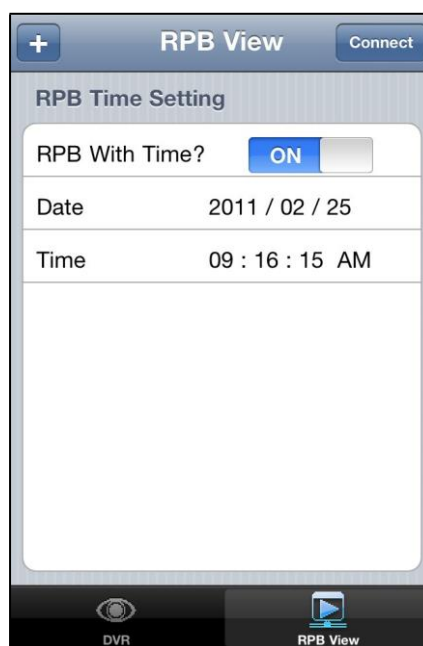 + RPB View Connect
RPB Time Setting
RPB With Time? ON
Date 2011 / 02 / 25
Time 09 : 16 : 15 AM
DVR RPB View